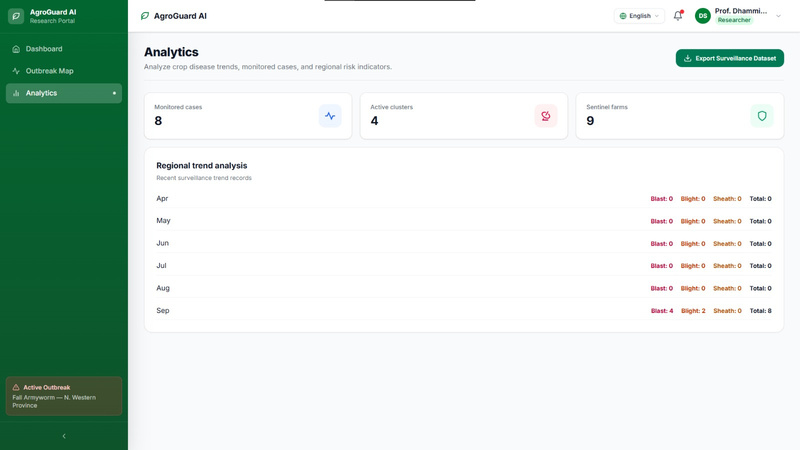 AgroGuard AI
Research Portal
Dashboard
Outbreak Map
Analytics
Active Outbreak
Fall Armyworm — N. Western
Province
AgroGuard AI
English
DS
Prof. Dhammi...
Researcher
Analytics
Analyze crop disease trends, monitored cases, and regional risk indicators.
Export Surveillance Dataset
Monitored cases
8
Active clusters
4
Sentinel farms
9
Regional trend analysis
Recent surveillance trend records
Apr Blast: 0 Blight: 0 Sheath: 0 Total: 0
May Blast: 0 Blight: 0 Sheath: 0 Total: 0
Jun Blast: 0 Blight: 0 Sheath: 0 Total: 0
Jul Blast: 0 Blight: 0 Sheath: 0 Total: 0
Aug Blast: 0 Blight: 0 Sheath: 0 Total: 0
Sep Blast: 4 Blight: 2 Sheath: 0 Total: 8